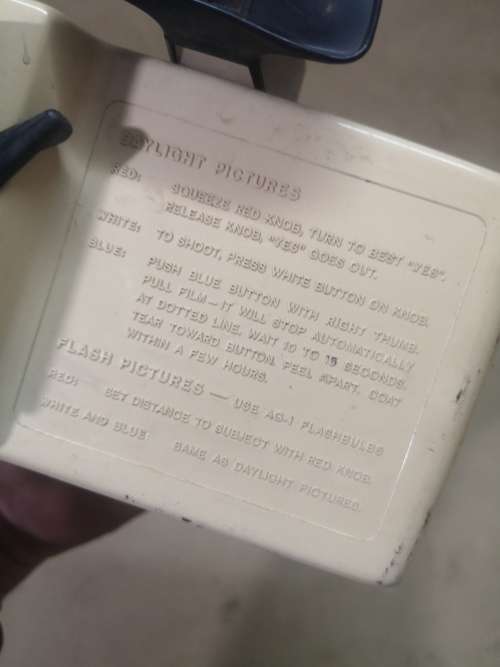 DAYLIGHT PICTURES
RED: SQUEEZE RED KNOB, TURN TO BEST "YES".
RELEASE KNOB, "YES" GOES OUT.
WHITE: TO SHOOT, PRESS WHITE BUTTON ON KNOB.
BLUE: PUSH BLUE BUTTON WITH RIGHT THUMB.
PULL FILM—IT WILL STOP AUTOMATICALLY
AT DOTTED LINE. WAIT 10 TO 15 SECONDS.
TEAR TOWARD BUTTON. PEEL APART. COAT
WITHIN A FEW HOURS.
FLASH PICTURES — USE AG-1 FLASHBULBS
RED: SET DISTANCE TO SUBJECT WITH RED KNOB.
WHITE AND BLUE: SAME AS DAYLIGHT PICTURES.